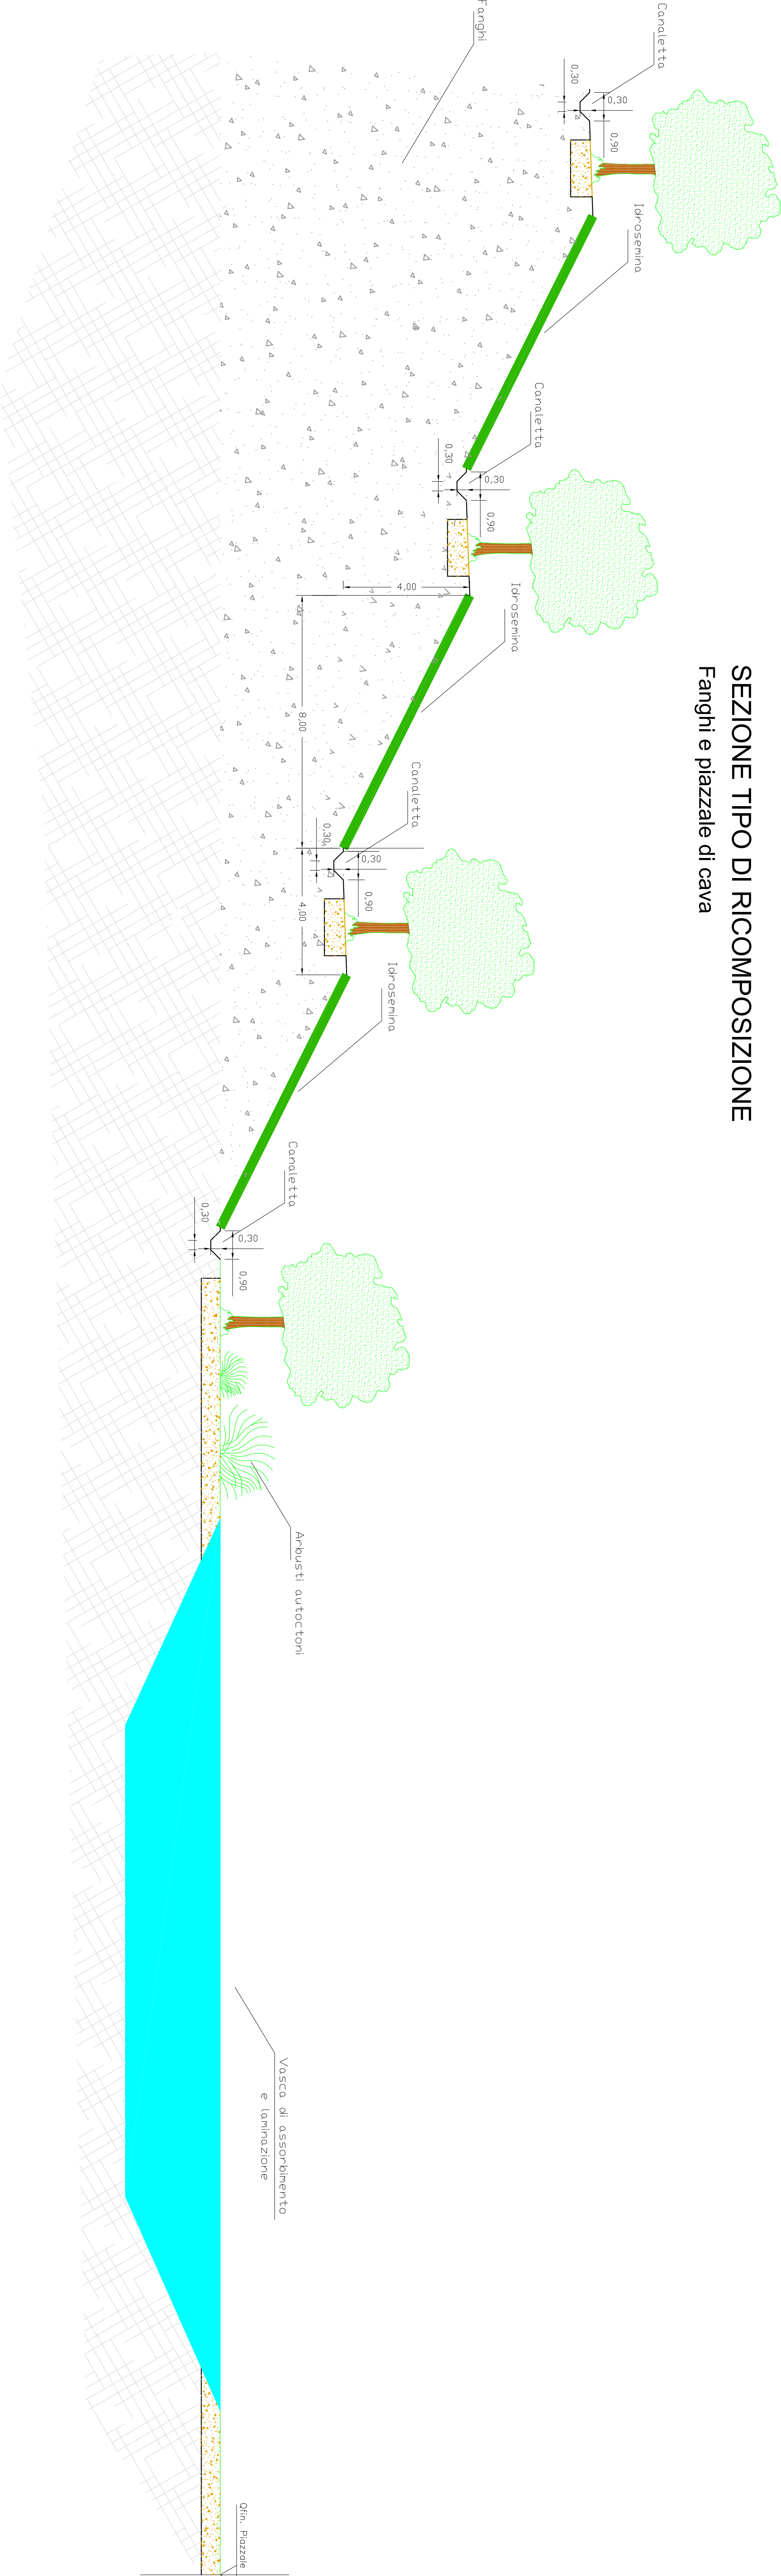 SEZIONE TIPO DI RICOMPOSIZIONE
Fanghi e piazzale di cava
Fanghi
Canaletta
0,30
0,30
0,90
Idrosemina
Canaletta
0,30
0,30
0,90
4,00
Idrosemina
8,00
Canaletta
0,30
0,30
0,90
4,00
Idrosemina
Canaletta
0,30
0,30
0,90
Arbusti autoctoni
Vasca di assorbimento
e laminazione
Qfin. Piazzale